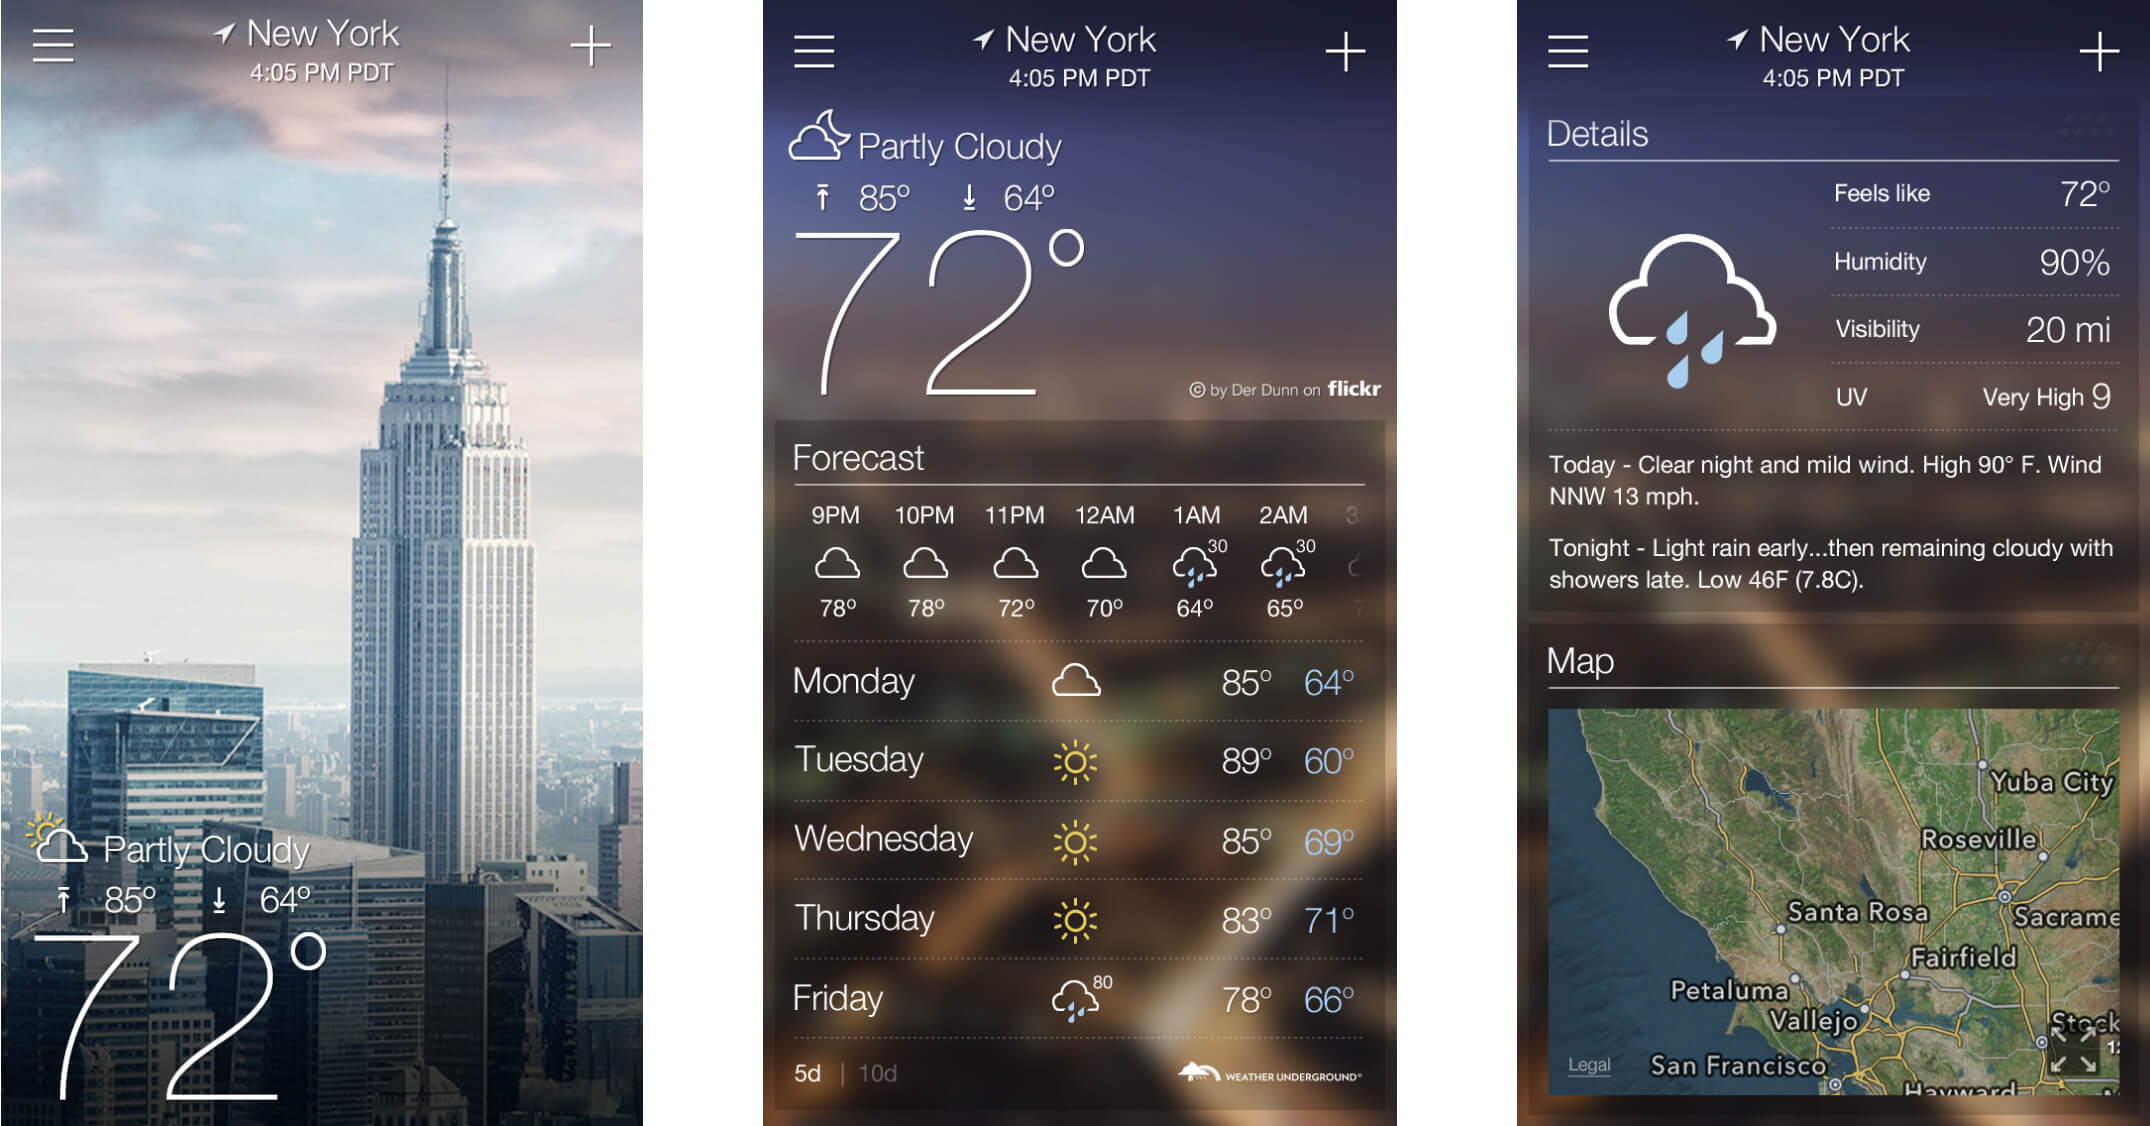 New York
4:05 PM PDT
Partly Cloudy
85° 64°
72°
New York
4:05 PM PDT
Partly Cloudy
85° 64°
72°
© by Der Dunn on flickr
Forecast
9PM 10PM 11PM 12AM 1AM 2AM 3
30 30
78° 78° 72° 70° 64° 65°
Monday 85° 64°
Tuesday 89° 60°
Wednesday 85° 69°
Thursday 83° 71°
Friday 80 78° 66°
5d | 10d WEATHER UNDERGROUND®
New York
4:05 PM PDT
Details
Feels like 72°
Humidity 90%
Visibility 20 mi
UV Very High 9
Today - Clear night and mild wind. High 90° F. Wind
NNW 13 mph.
Tonight - Light rain early...then remaining cloudy with
showers late. Low 46F (7.8C).
Map
Yuba City
Roseville
Santa Rosa
Sacrame
Fairfield
Petaluma
Vallejo
Stock
Legal
San Francisco
Hayward